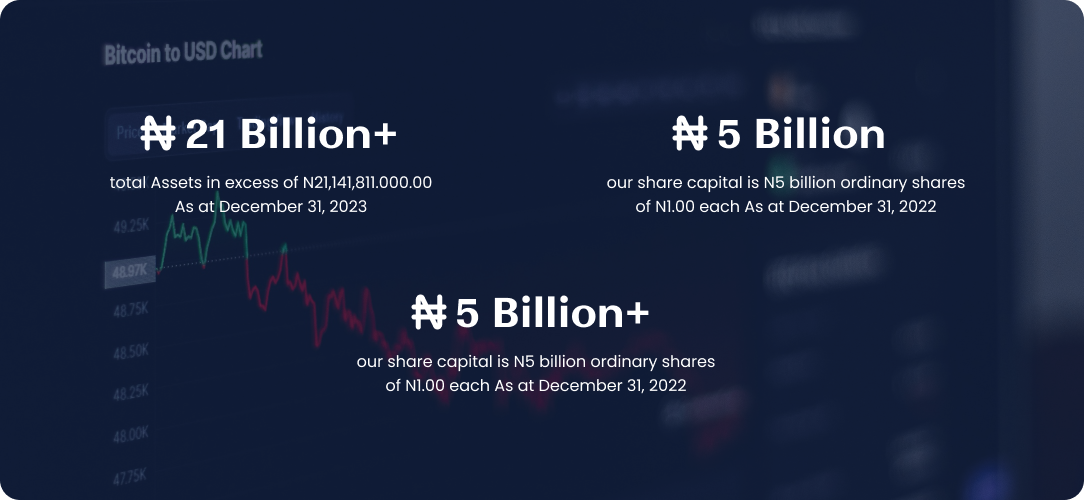 Bitcoin to USD Chart
₦ 21 Billion+
total Assets in excess of N21,141,811.000.00
As at December 31, 2023
₦ 5 Billion
our share capital is N5 billion ordinary shares
of N1.00 each As at December 31, 2022
49.25K
48.97K
48.75K
48.50K
48.25K
48.00K
47.75K
₦ 5 Billion+
our share capital is N5 billion ordinary shares
of N1.00 each As at December 31, 2022